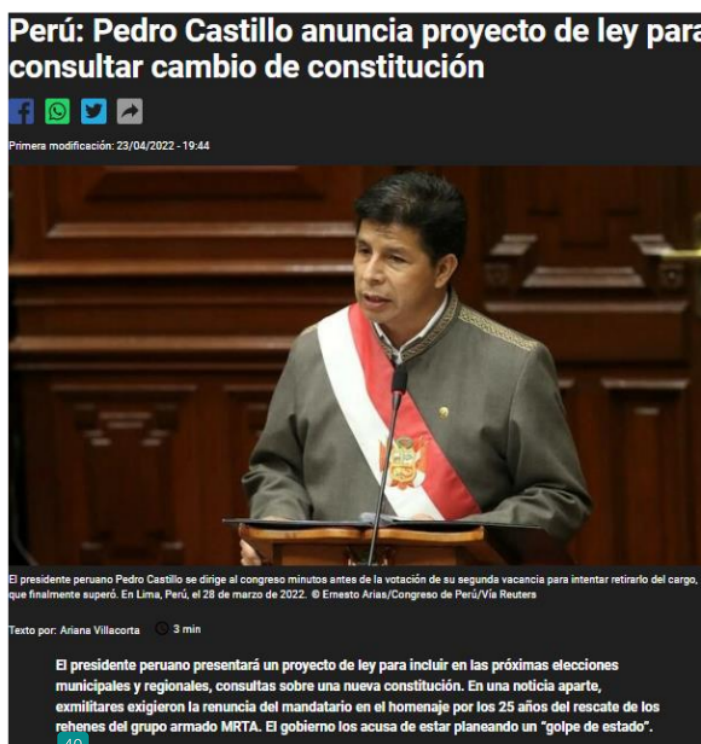 Perú: Pedro Castillo anuncia proyecto de ley para
consultar cambio de constitución
Primera modificación: 23/04/2022 - 19:44
El presidente peruano Pedro Castillo se dirige al congreso minutos antes de la votación de su segunda vacancia para intentar retirarlo del cargo,
que finalmente superó. En Lima, Perú, el 28 de marzo de 2022. © Ernesto Arias/Congreso de Perú/Vía Reuters
Texto por: Ariana Villacorta 3 min
El presidente peruano presentará un proyecto de ley para incluir en las próximas elecciones
municipales y regionales, consultas sobre una nueva constitución. En una noticia aparte,
exmilitares exigieron la renuncia del mandatario en el homenaje por los 25 años del rescate de los
rehenes del grupo armado MRTA. El gobierno los acusa de estar planeando un "golpe de estado".
40